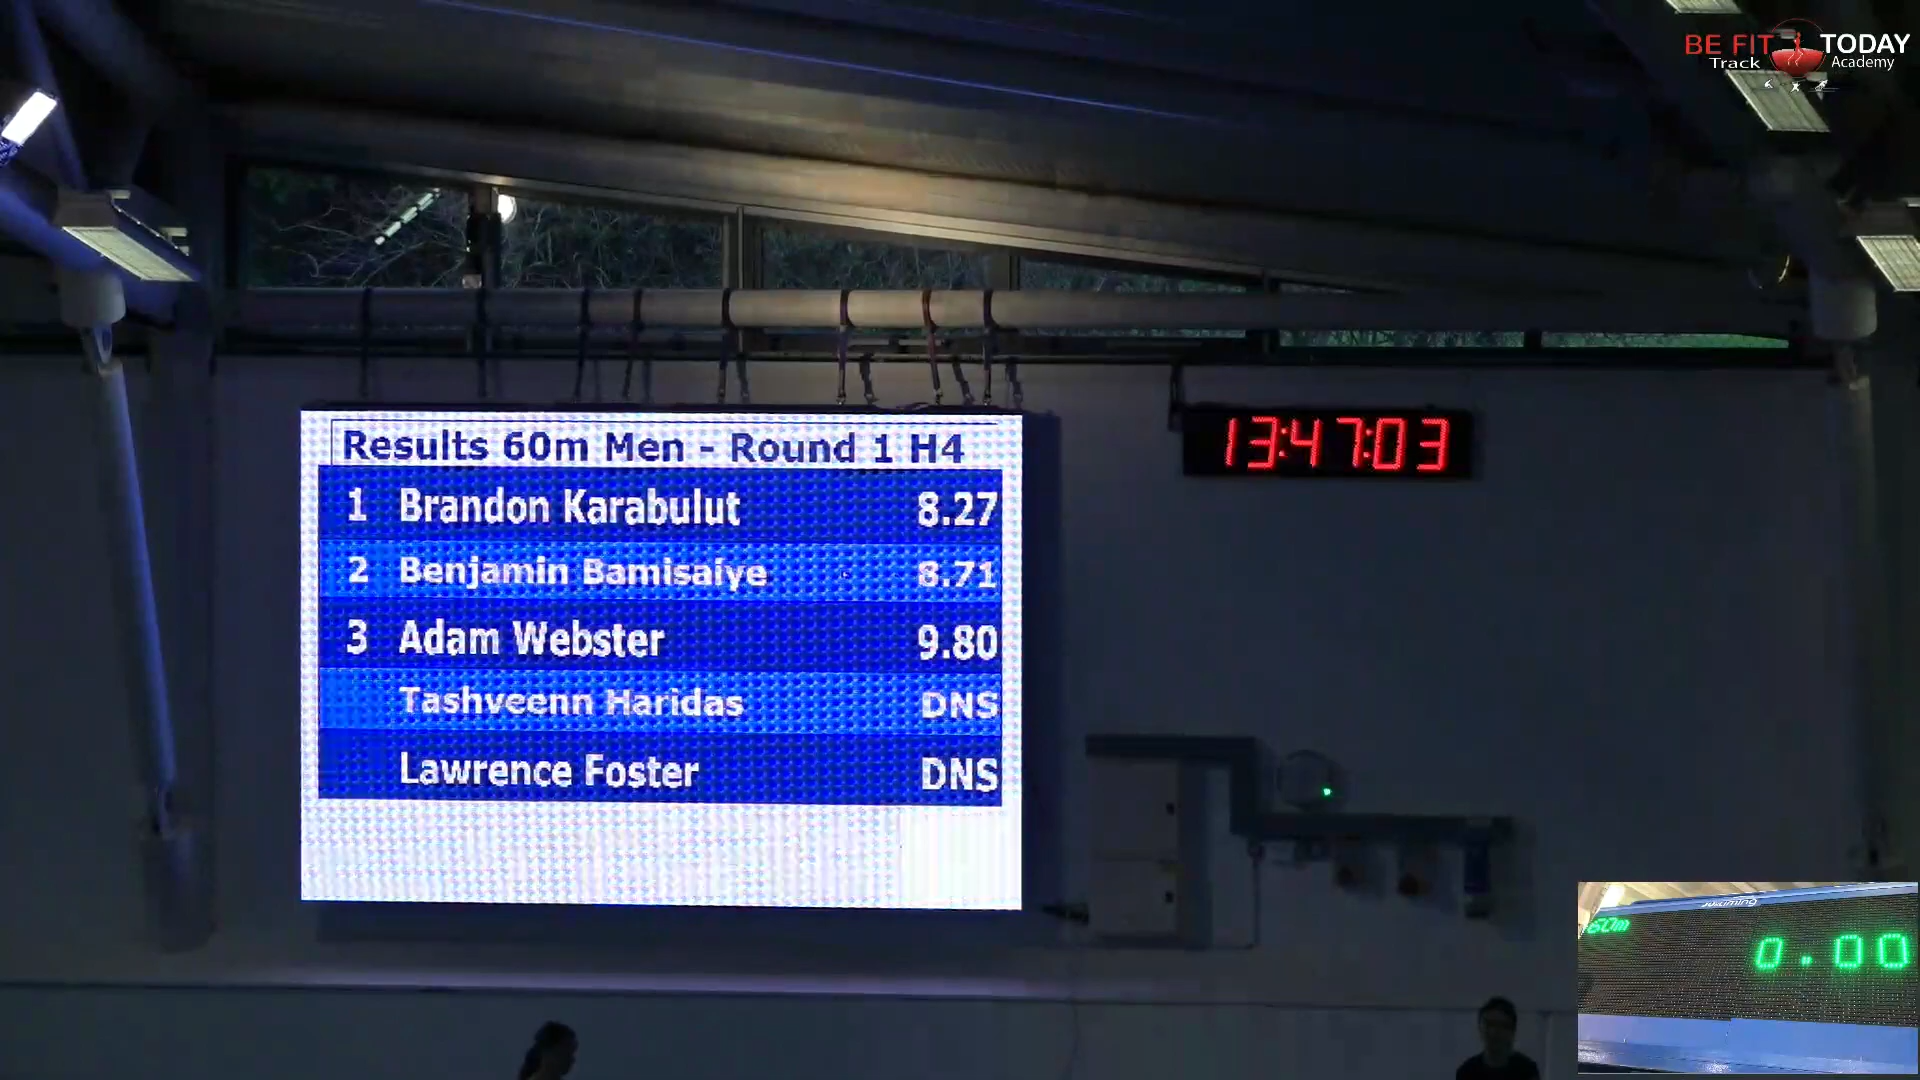 BE FIT TODAY
Track Academy
Results 60m Men - Round 1 H4
1 Brandon Karabulut 8.27
2 Benjamin Bamisaiye 8.71
3 Adam Webster 9.80
Tashveenn Haridas DNS
Lawrence Foster DNS
13:47:03
60m
0.00